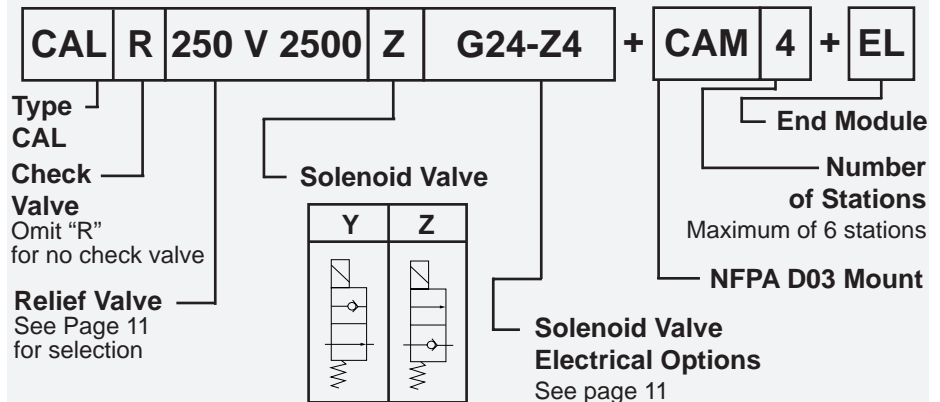 CAL R 250 V 2500 Z G24-Z4 + CAM 4 + EL
Type
CAL
Check
Valve
Omit “R”
for no check valve
Relief Valve
See Page 11
for selection
Solenoid Valve
Y Z
Solenoid Valve
Electrical Options
See page 11
End Module
Number
of Stations
Maximum of 6 stations
NFPA D03 Mount